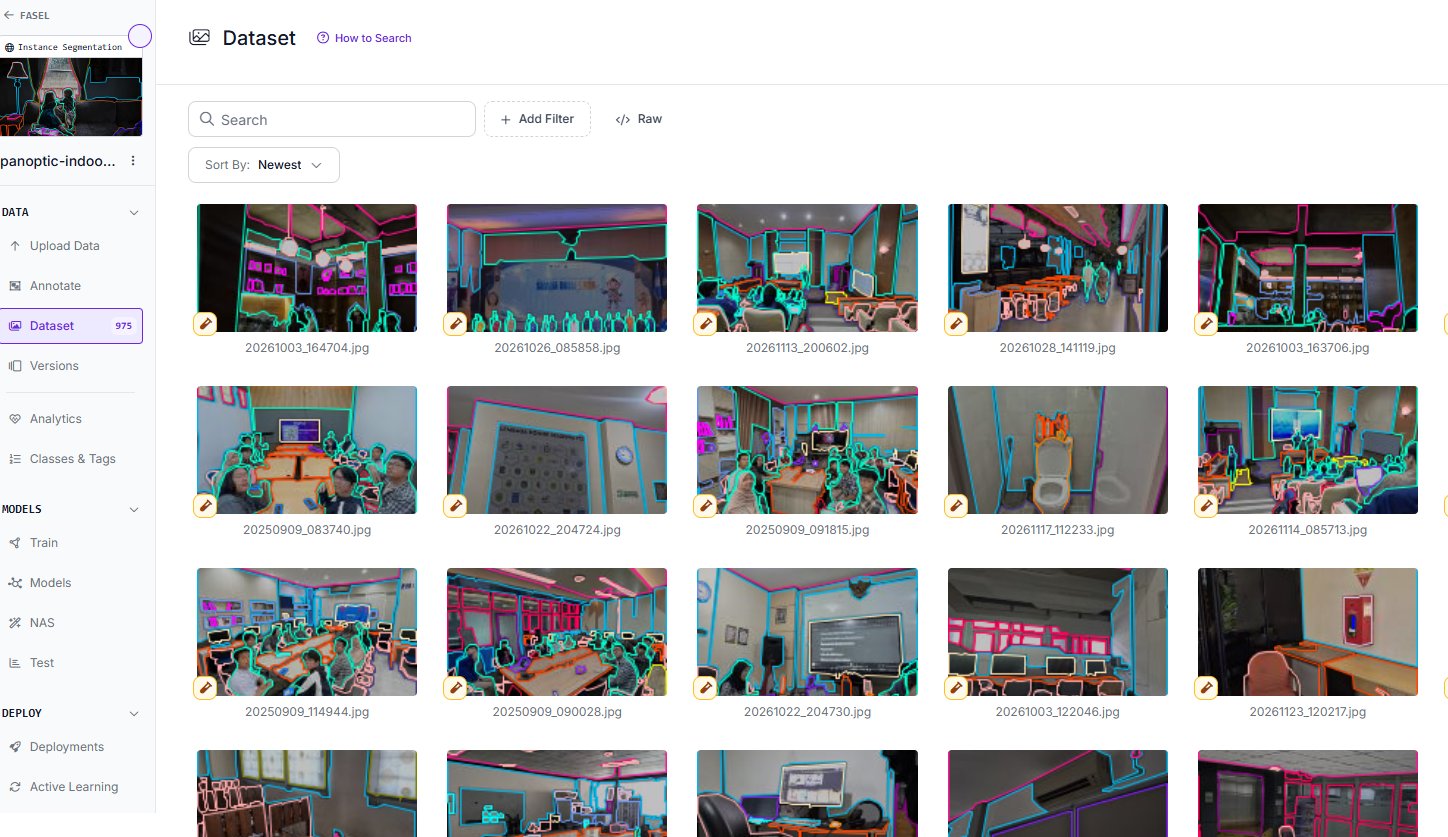 FASEL
Instance Segmentation
panoptic-indoo...
DATA
Upload Data
Annotate
Dataset 975
Versions
Analytics
Classes & Tags
MODELS
Train
Models
NAS
Test
DEPLOY
Deployments
Active Learning
Dataset
How to Search
Search
Add Filter
</> Raw
Sort By: Newest
20261003_164704.jpg
20261026_085858.jpg
20261113_200602.jpg
20261028_141119.jpg
20261003_163706.jpg
20250909_083740.jpg
20261022_204724.jpg
20250909_091815.jpg
20261117_112233.jpg
20261114_085713.jpg
20250909_114944.jpg
20250909_090028.jpg
20261022_204730.jpg
20261003_122046.jpg
20261123_120217.jpg